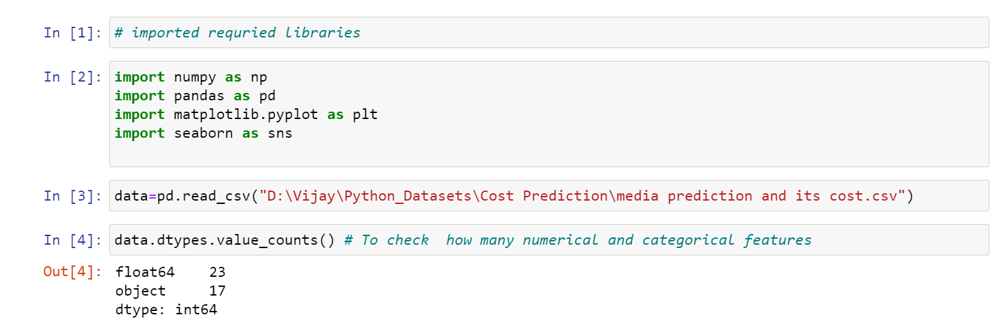 In [1]: # imported requried libraries
In [2]: import numpy as np
import pandas as pd
import matplotlib.pyplot as plt
import seaborn as sns
In [3]: data=pd.read_csv("D:\Vijay\Python_Datasets\Cost Prediction\media prediction and its cost.csv")
In [4]: data.dtypes.value_counts() # To check  how many numerical and categorical features
Out[4]: float64    23
object     17
dtype: int64